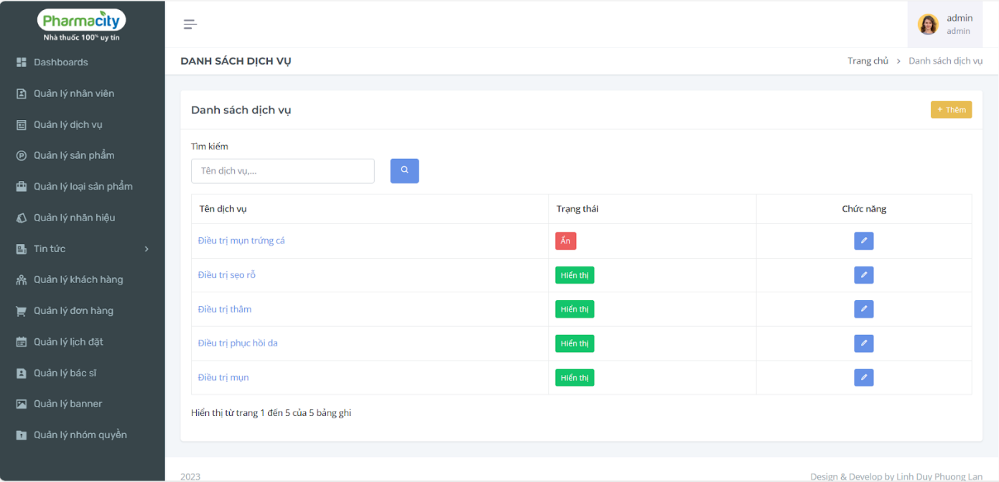 Pharmacity
Nhà thuốc 100% uy tín
Dashboards
Quản lý nhân viên
Quản lý dịch vụ
Quản lý sản phẩm
Quản lý loại sản phẩm
Quản lý nhãn hiệu
Tin tức
Quản lý khách hàng
Quản lý đơn hàng
Quản lý lịch đặt
Quản lý bác sĩ
Quản lý banner
Quản lý nhóm quyền
admin
admin
DANH SÁCH DỊCH VỤ
Trang chủ > Danh sách dịch vụ
Danh sách dịch vụ
+ Thêm
Tìm kiếm
Tên dịch vụ,...
Tên dịch vụ Trạng thái Chức năng
Điều trị mụn trứng cá Ẩn
Điều trị sẹo rỗ Hiển thị
Điều trị thâm Hiển thị
Điều trị phục hồi da Hiển thị
Điều trị mụn Hiển thị
Hiển thị từ trang 1 đến 5 của 5 bảng ghi
2023 Design & Develop by Linh Duy Phuong Lan